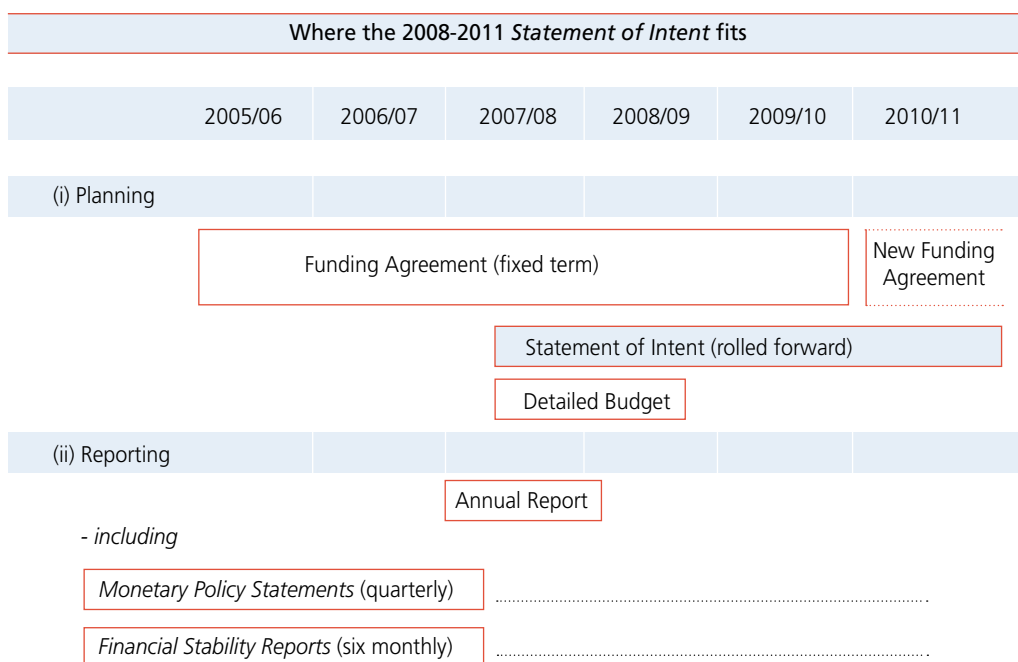 Where the 2008-2011 Statement of Intent fits
2005/06 2006/07 2007/08 2008/09 2009/10 2010/11
(i) Planning
Funding Agreement (fixed term)
New Funding
Agreement
Statement of Intent (rolled forward)
Detailed Budget
(ii) Reporting
Annual Report
- including
Monetary Policy Statements (quarterly)
Financial Stability Reports (six monthly)